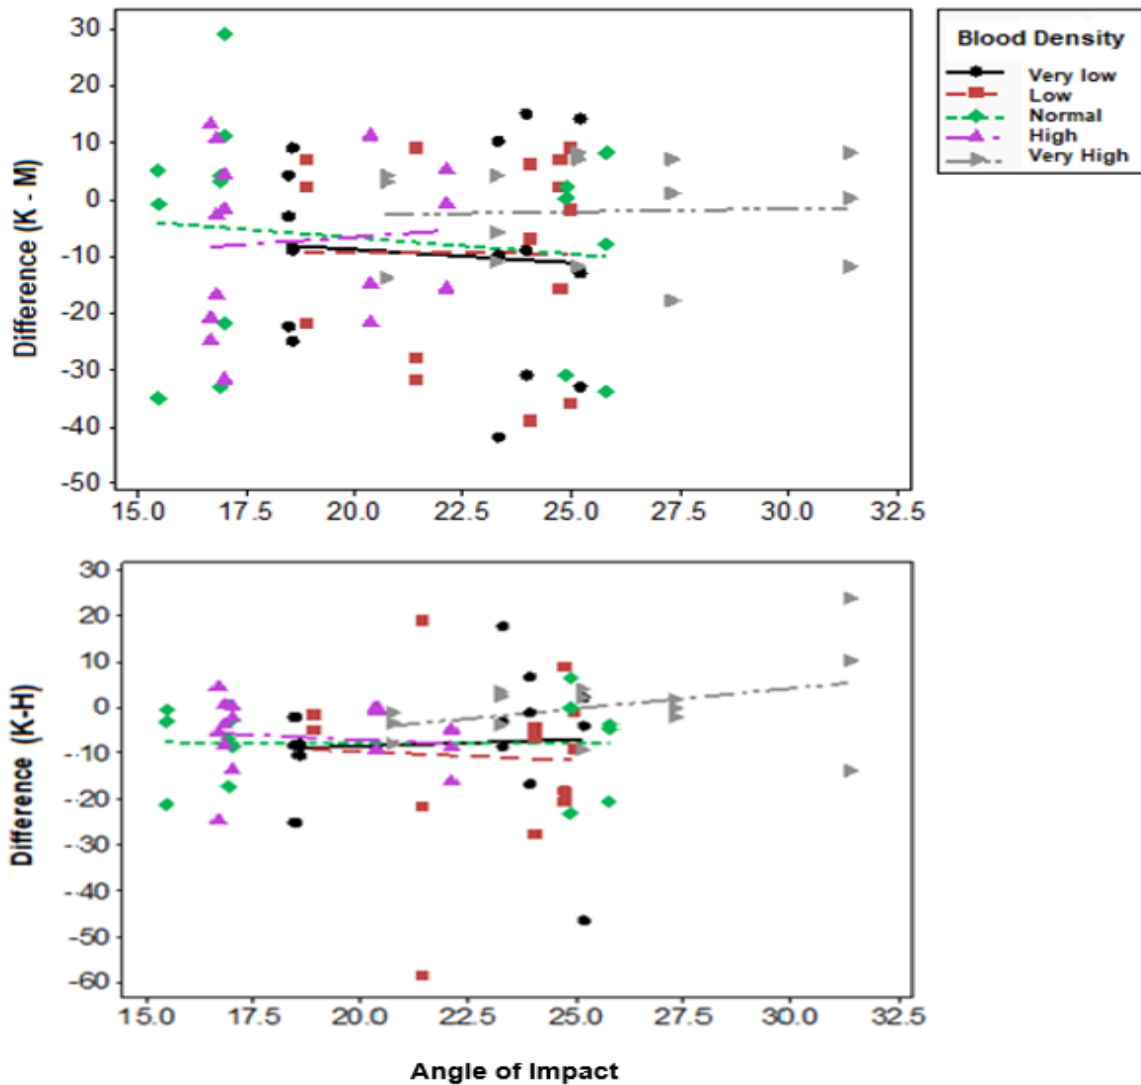 Difference (K - M)
30
20
10
0
-10
-20
-30
-40
-50
15.0 17.5 20.0 22.5 25.0 27.5 30.0 32.5
Blood Density
Very low
Low
Normal
High
Very High
Difference (K-H)
30
20
10
0
-10
-20
-30
-40
-50
-60
15.0 17.5 20.0 22.5 25.0 27.5 30.0 32.5
Angle of Impact